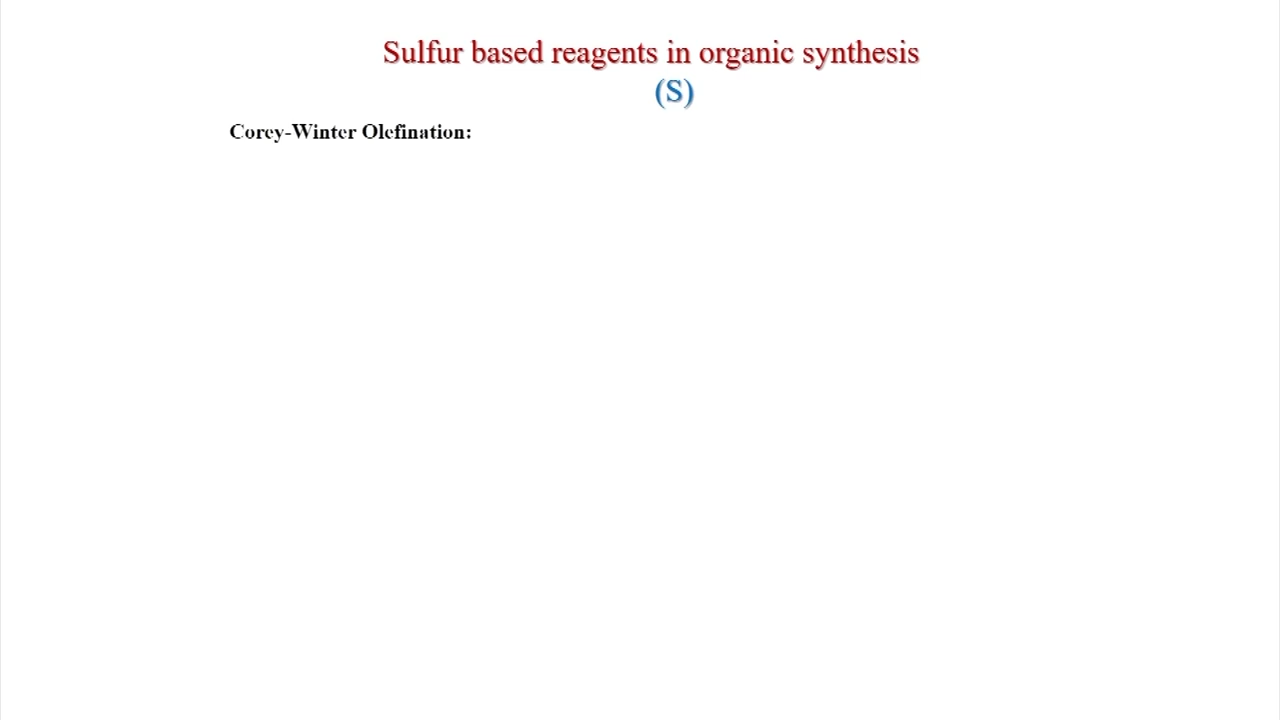 Sulfur based reagents in organic synthesis
(S)
Corey-Winter Olefination: